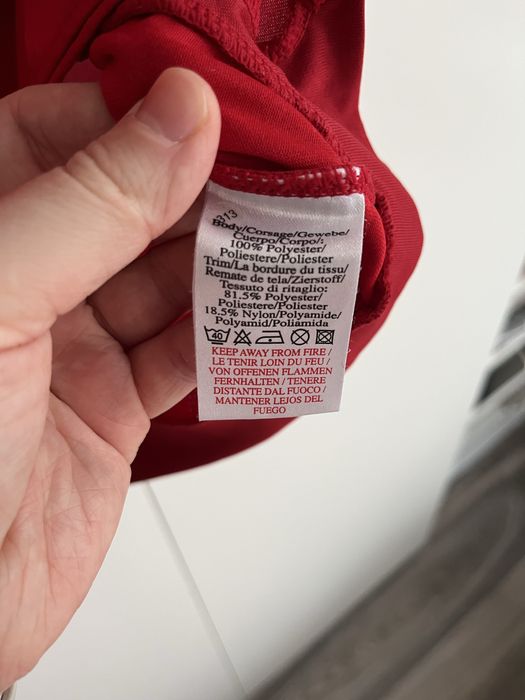 313
Body/Corsage/Gewebe/
Cuerpo/Corpo/:
100% Polyester/
Poliestere/Poliester
Trim/La bordure du tissu/
Remate de tela/Zierstoff/
Tessuto di ritaglio:
81.5% Polyester/
Poliestere/Poliester
18.5% Nylon/Polyamide/
Polyamid/Poliamida
40
KEEP AWAY FROM FIRE /
LE TENIR LOIN DU FEU /
VON OFFENEN FLAMMEN
FERNHALTEN / TENERE
DISTANTE DAL FUOCO /
MANTENER LEJOS DEL
FUEGO